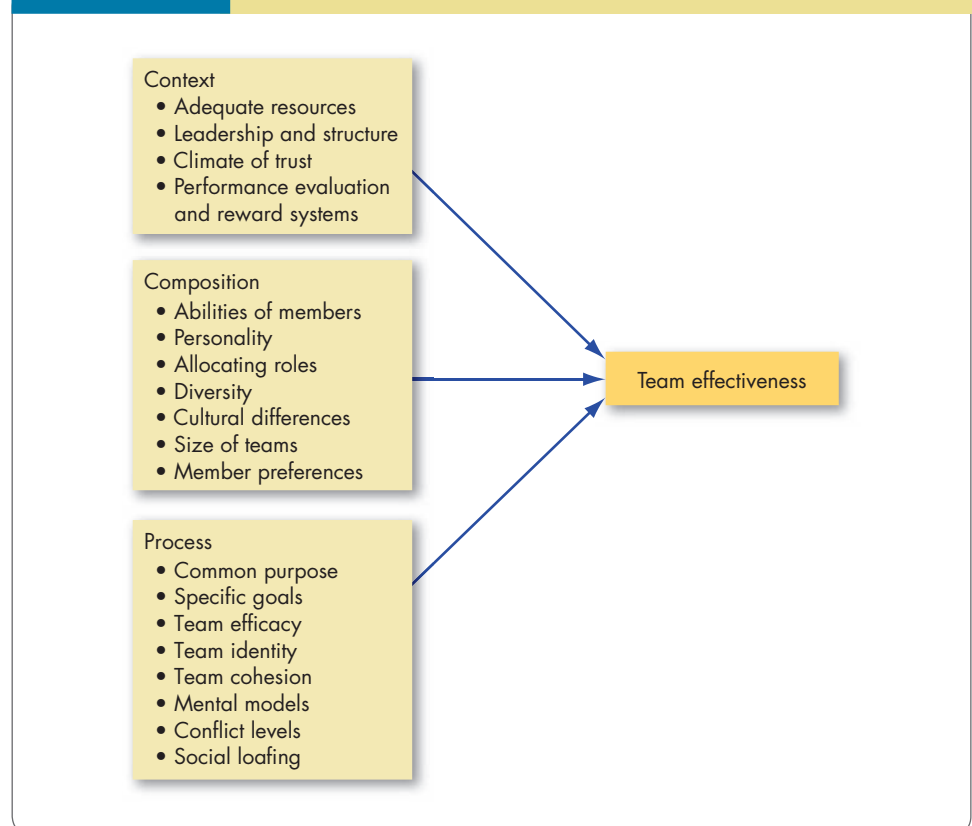 Context
• Adequate resources
• Leadership and structure
• Climate of trust
• Performance evaluation
and reward systems
Composition
• Abilities of members
• Personality
• Allocating roles
• Diversity
• Cultural differences
• Size of teams
• Member preferences
Process
• Common purpose
• Specific goals
• Team efficacy
• Team identity
• Team cohesion
• Mental models
• Conflict levels
• Social loafing
Team effectiveness